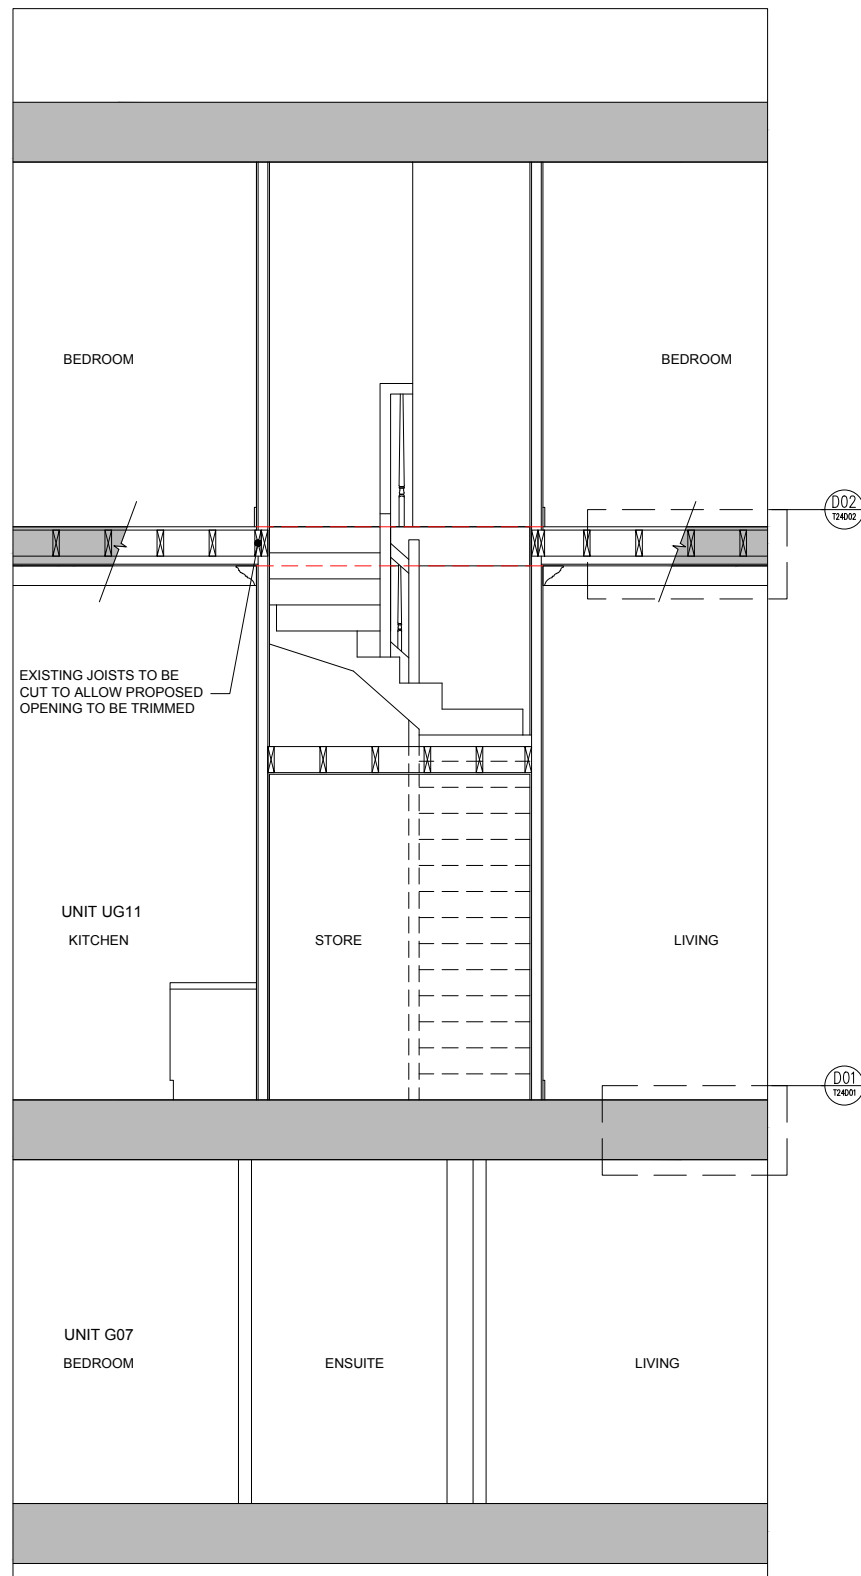 BEDROOM
BEDROOM
D02
T24D02
EXISTING JOISTS TO BE
CUT TO ALLOW PROPOSED
OPENING TO BE TRIMMED
UNIT UG11
KITCHEN
STORE
LIVING
D01
T24D01
UNIT G07
BEDROOM
ENSUITE
LIVING